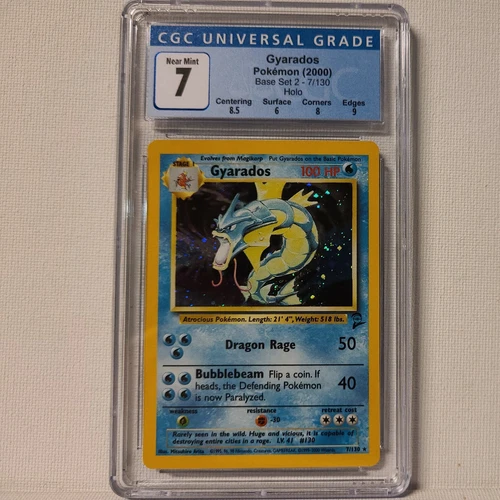 CGC UNIVERSAL GRADE
Near Mint
7
Gyarados
Pokémon (2000)
Base Set 2 - 7/130
Holo
Centering Surface Corners Edges
8.5 6 8 9
Evolves from Magikarp Put Gyarados on the Basic Pokémon
STAGE 1
Gyarados 100 HP
Atrocious Pokémon. Length: 21' 4", Weight: 518 lbs.
Dragon Rage 50
Bubblebeam Flip a coin. If
heads, the Defending Pokémon
is now Paralyzed.
40
weakness resistance retreat cost
-30
Rarely seen in the wild. Huge and vicious, it is capable of
destroying entire cities in a rage. LV. 41 #130
Illus. Mitsuhiro Arita
7/130 ★